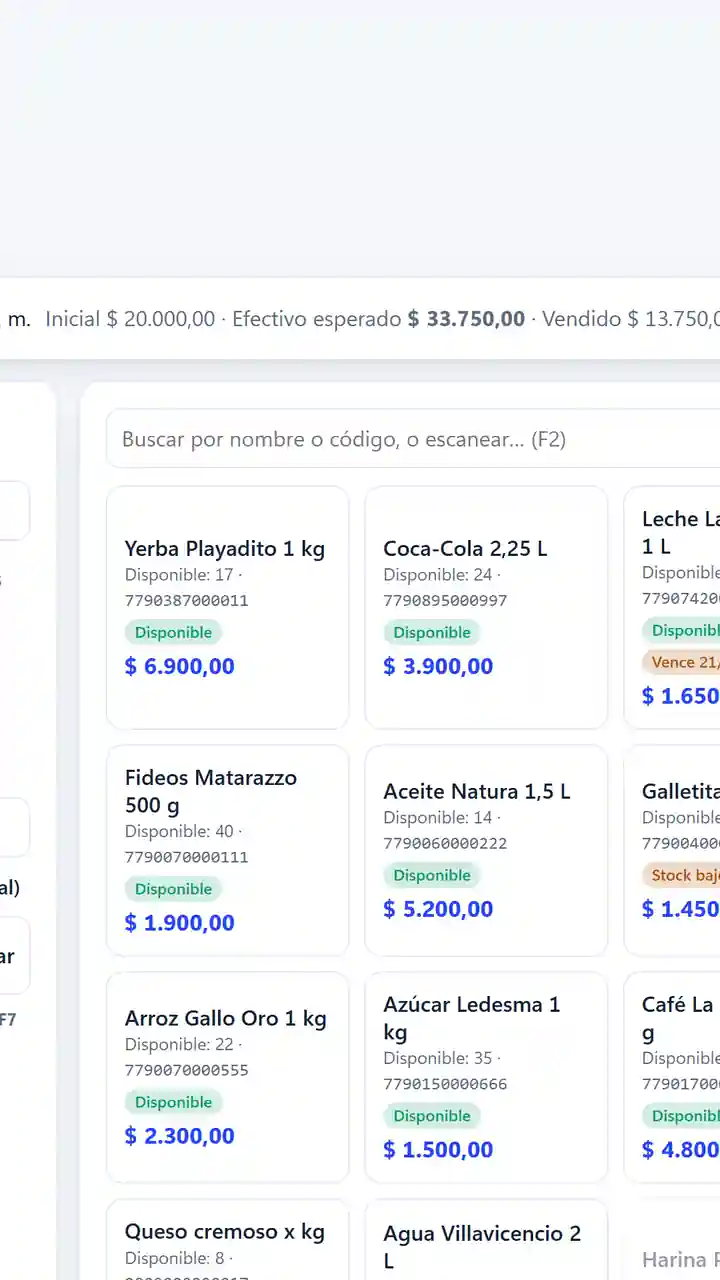 m. Inicial $ 20.000,00 · Efectivo esperado $ 33.750,00 · Vendido $ 13.750,0
Buscar por nombre o código, o escanear... (F2)
Yerba Playadito 1 kg
Disponible: 17 ·
7790387000011
Disponible
$ 6.900,00
Coca-Cola 2,25 L
Disponible: 24 ·
7790895000997
Disponible
$ 3.900,00
Leche La
1 L
Disponible
7790742000
Disponibl
Vence 21/
$ 1.650
Fideos Matarazzo
500 g
Disponible: 40 ·
7790070000111
Disponible
$ 1.900,00
Aceite Natura 1,5 L
Disponible: 14 ·
7790060000222
Disponible
$ 5.200,00
Galletita
Disponible
7790040
Stock baj
$ 1.450
al)
ar
F7
Arroz Gallo Oro 1 kg
Disponible: 22 ·
7790070000555
Disponible
$ 2.300,00
Azúcar Ledesma 1
kg
Disponible: 35 ·
7790150000666
Disponible
$ 1.500,00
Café La
g
Disponible
7790170
Disponibl
$ 4.800
Queso cremoso x kg
Disponible: 8 ·
Agua Villavicencio 2
L
Harina